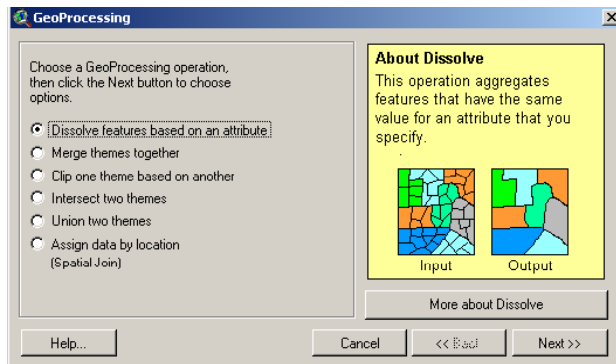 GeoProcessing
Choose a GeoProcessing operation,
then click the Next button to choose
options.
Dissolve features based on an attribute
Merge themes together
Clip one theme based on another
Intersect two themes
Union two themes
Assign data by location
(Spatial Join)
About Dissolve
This operation aggregates
features that have the same
value for an attribute that you
specify.
Input
Output
More about Dissolve
Help...
Cancel
<< Back
Next >>